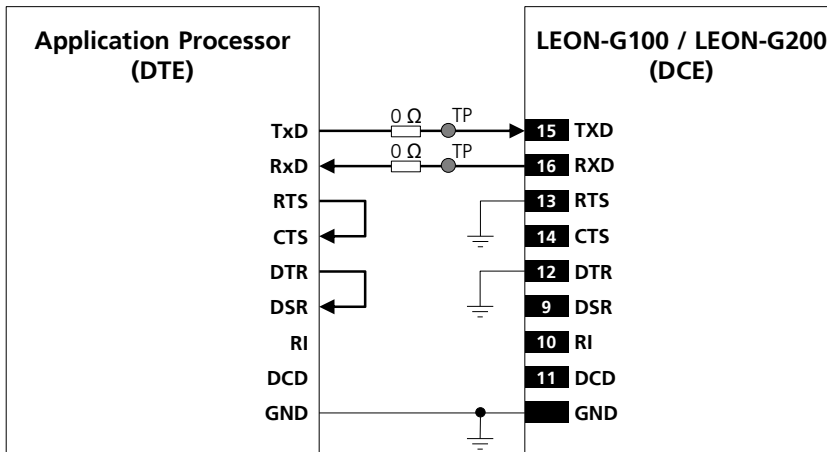 Application Processor
(DTE)
LEON-G100 / LEON-G200
(DCE)
TxD 0 Ω TP 15 TXD
RxD 0 Ω TP 16 RXD
RTS 13 RTS
CTS 14 CTS
DTR 12 DTR
DSR 9 DSR
RI 10 RI
DCD 11 DCD
GND GND